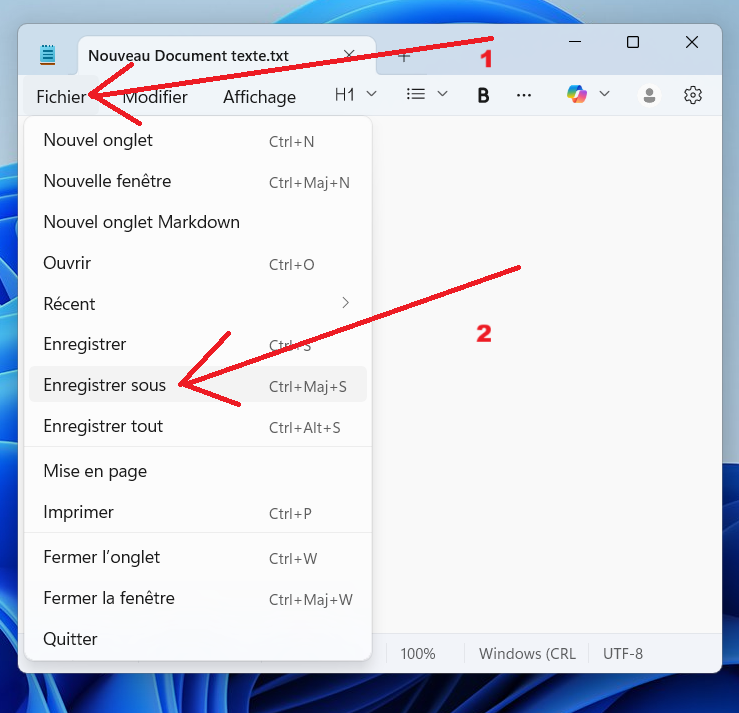 Nouveau Document texte.txt
1
Fichier Modifier Affichage H1 B
Nouvel onglet Ctrl+N
Nouvelle fenêtre Ctrl+Maj+N
Nouvel onglet Markdown
Ouvrir Ctrl+O
Récent
2
Enregistrer Ctrl+S
Enregistrer sous Ctrl+Maj+S
Enregistrer tout Ctrl+Alt+S
Mise en page
Imprimer Ctrl+P
Fermer l’onglet Ctrl+W
Fermer la fenêtre Ctrl+Maj+W
Quitter
100% Windows (CRL UTF-8